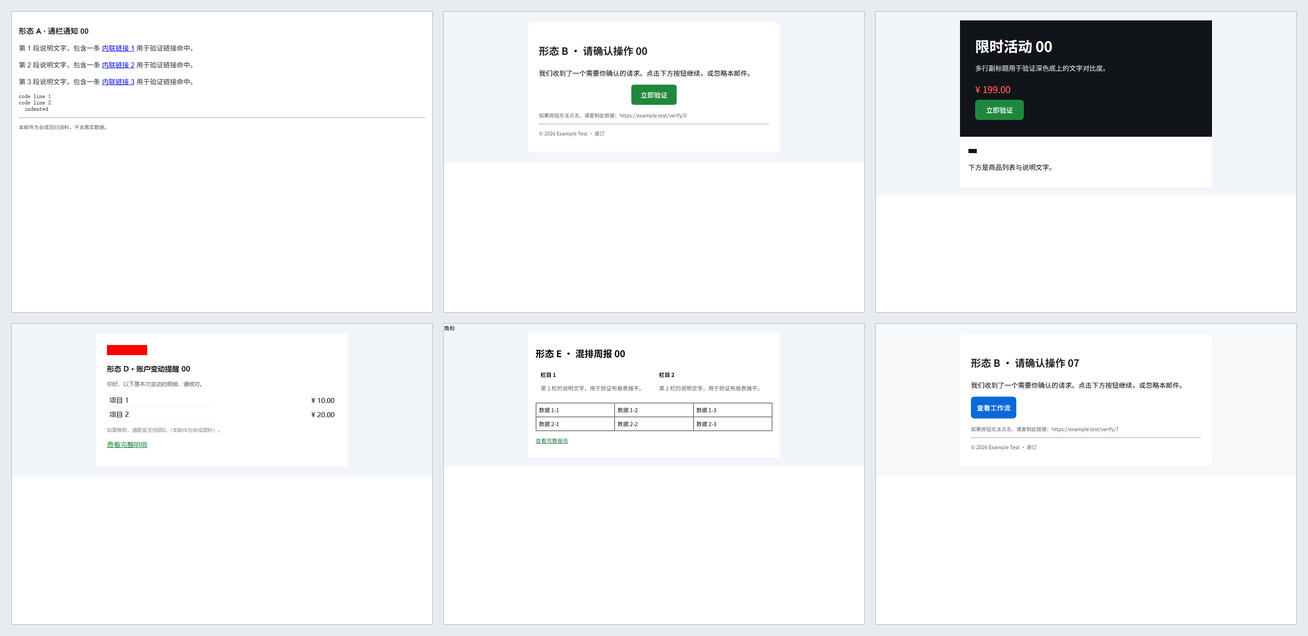 形态 A · 通栏通知 00
第 1 段说明文字，包含一条 内联链接 1 用于验证链接命中。
第 2 段说明文字，包含一条 内联链接 2 用于验证链接命中。
第 3 段说明文字，包含一条 内联链接 3 用于验证链接命中。
code line 1
code line 2
indented
本邮件为合成回归语料，不含真实数据。
形态 B · 请确认操作 00
我们收到了一个需要你确认的请求。点击下方按钮继续，或忽略本邮件。
立即验证
如果按钮无法点击，请复制此链接：https://example.test/verify/0
© 2026 Example Test · 退订
限时活动 00
多行副标题用于验证深色底上的文字对比度。
¥ 199.00
立即验证
下方是商品列表与说明文字。
形态 D · 账户变动提醒 00
你好，以下是本次变动的明细，请核对。
项目 1 ¥ 10.00
项目 2 ¥ 20.00
如需帮助，请联系支持团队（本邮件为合成语料）。
查看完整明细
角标
形态 E · 混排周报 00
栏目 1 栏目 2
第 1 栏的说明文字，用于验证布局表摊平。 第 2 栏的说明文字，用于验证布局表摊平。
数据 1-1 数据 1-2 数据 1-3
数据 2-1 数据 2-2 数据 2-3
查看完整报告
形态 B · 请确认操作 07
我们收到了一个需要你确认的请求。点击下方按钮继续，或忽略本邮件。
查看工作流
如果按钮无法点击，请复制此链接：https://example.test/verify/7
© 2026 Example Test · 退订